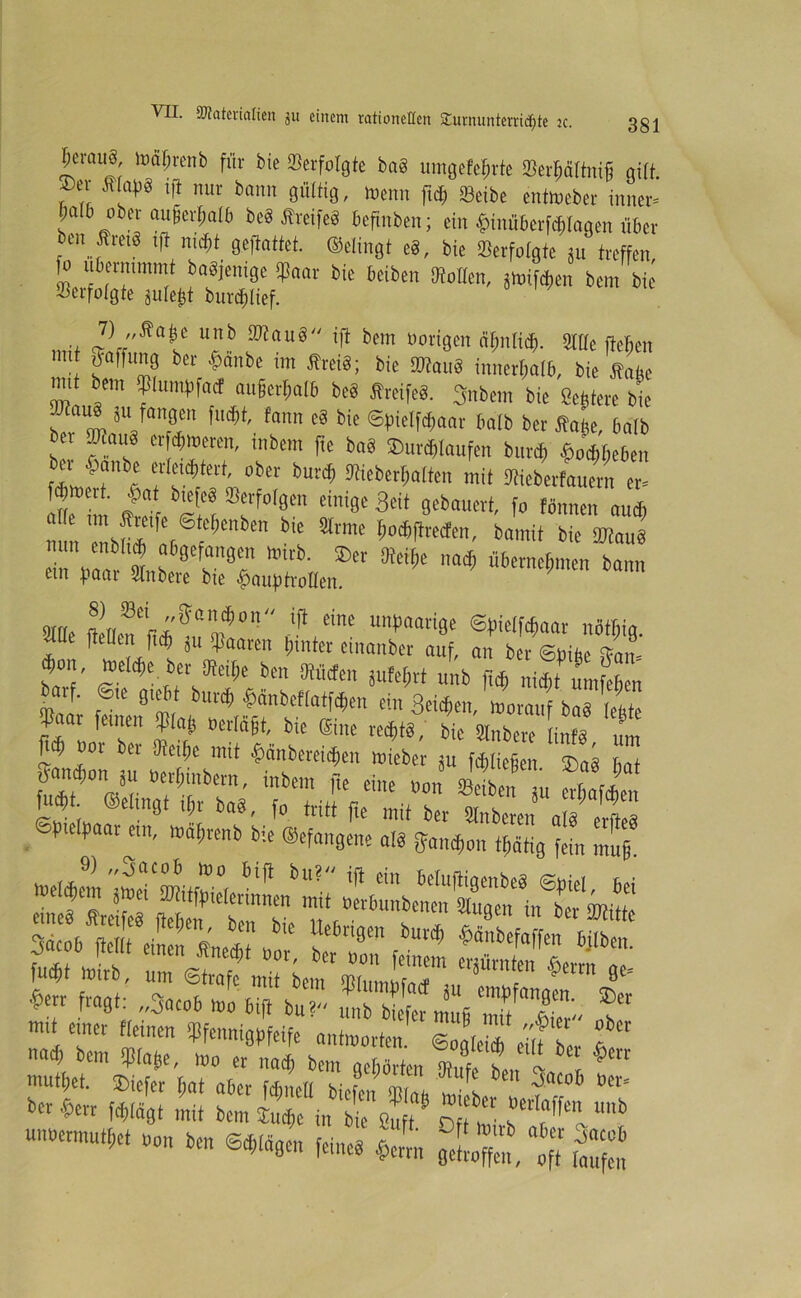 VII. Materialien zu einem rationellen Turnunterrichte ꝛc. 381
heraus, während für die Verfolgte das umgekehrte Verhältniß gilt.
Der Klaps ist nur dann gültig, wenn sich Beide entweder inner-
halb oder außerhalb des Kreises befinden; ein Hinüberschlagen über
den Kreis ist nicht gestattet. Gelingt es, die Verfolgte zu treffen,
so übernimmt dasjenige Paar die beiden Rollen, zwischen dem die
Verfolgte zuletzt durchlief.
7) „Katze und Maus" ist dem vorigen ähnlich. Alle stehen
mit Fassung der Hände im Kreis; die Maus innerhalb, die Katze
mit dem Plumpsack außerhalb des Kreises. Indem die Letztere die
Maus zu fangen sucht, kann es die Spielschaar bald der Katze, bald
der Maus erschweren, indem sie das Durchlaufen durch Hochheben
der Hände erleichtert, oder durch Niederhalten mit Niederkauern er-
schwert. Hat dieses Verfolgen einige Zeit gedauert, so können auch
alle im Kreise Stehenden die Arme hochstrecken, damit die Maus
nun endlich abgefangen wird. Der Reihe nach übernehmen dann
ein paar Andere die Hauptrollen.
8) Bei „Fanchon" ist eine unpaarige Spielschaar nöthig.
Alle stellen sich zu Paaren hinter einander auf, an der Spitze Fan-
chon, welche der Reihe den Rücken zukehrt und sich nicht umsehen
darf. Sie giebt durch Händeklatschen ein Zeichen, worauf das letzte
Paar seinen Platz verläßt, die Eine rechts, die Andere links, um
sich vor der Reihe mit Händereichen wieder zu schließen. Das hat
Fanchon zu verhindern, indem sie eine von Beiden zu erhaschen
sucht. Gelingt ihr das, so tritt sie mit der Anderen als erstes
Spielpaar ein, während die Gefangene als Fanchon thätig sein muß.
9) „Jacob wo bist du?" ist ein belustigendes Spiel, bei
welchem zwei Mitspielerinnen mit verbundenen Augen in der Mitte
eines Kreises stehen, den die Uebrigen durch Händefassen bilden.
Jacob stellt einen Knecht vor, der von seinem erzürnten Herrn ge-
sucht wird, um Strafe mit dem Plumpsack zu empfangen. Der
Herr fragt: „Jacob wo bist du?" und dieser muß mit „Hier" oder
mit einer kleinen Pfennigpfeife antworten. Sogleich eilt der Herr
nach dem Platze, wo er nach dem gehörten Rufe den Jacob ver-
muthet. Dieser hat aber schnell diesen Platz wieder verlassen und
der Herr schlägt mit dem Tuche in die Luft. Oft wird aber Jacob
unvermuthet von den Schlägen seines Herrn getroffen, oft laufen